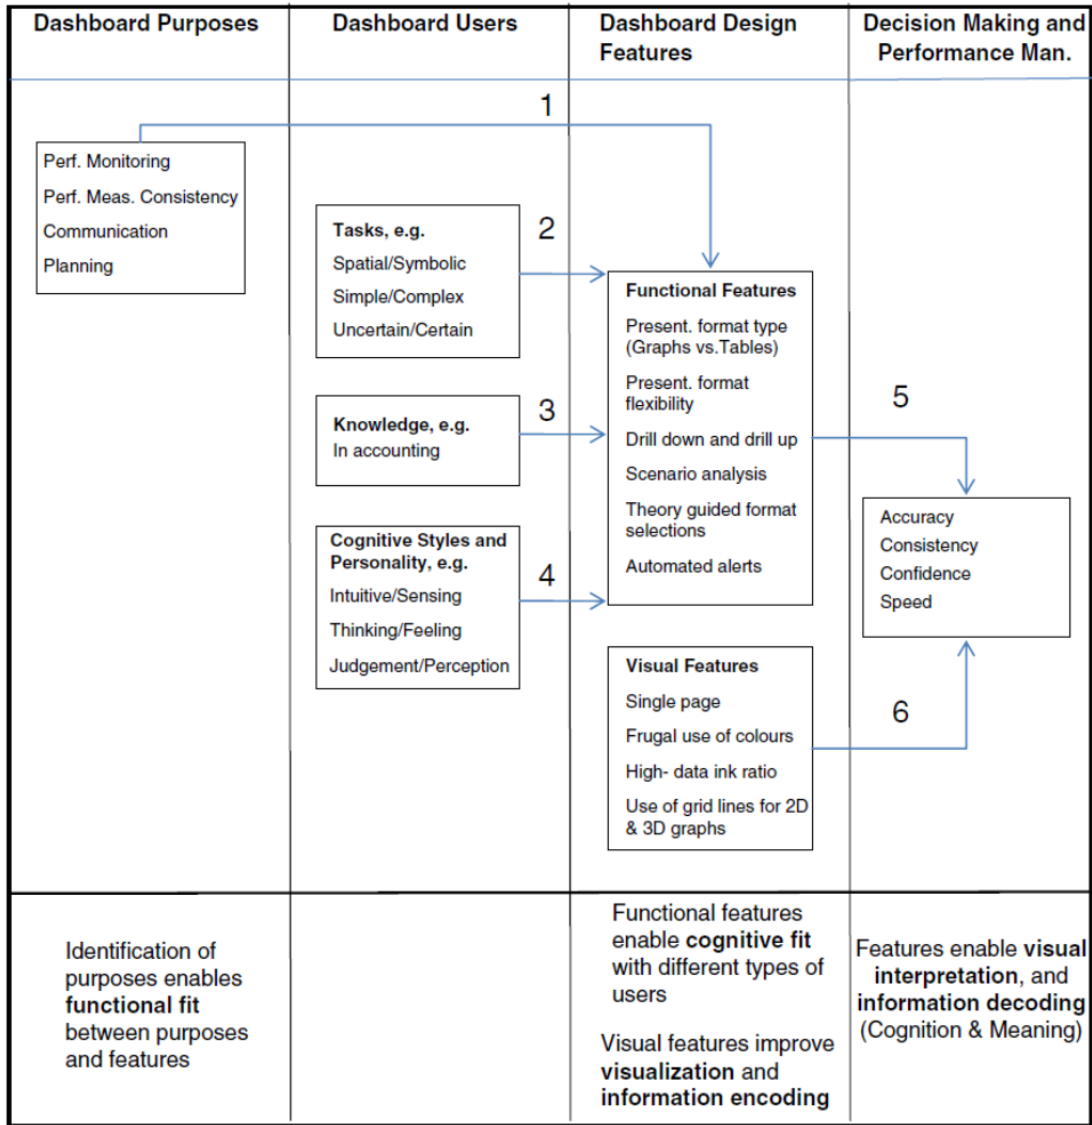 Dashboard Purposes
Dashboard Users
Dashboard Design
Features
Decision Making and
Performance Man.
1
Perf. Monitoring
Perf. Meas. Consistency
Communication
Planning
Tasks, e.g.
Spatial/Symbolic
Simple/Complex
Uncertain/Certain
2
Knowledge, e.g.
In accounting
3
Cognitive Styles and
Personality, e.g.
Intuitive/Sensing
Thinking/Feeling
Judgement/Perception
4
Functional Features
Present. format type
(Graphs vs.Tables)
Present. format
flexibility
Drill down and drill up
Scenario analysis
Theory guided format
selections
Automated alerts
Visual Features
Single page
Frugal use of colours
High- data ink ratio
Use of grid lines for 2D
& 3D graphs
5
Accuracy
Consistency
Confidence
Speed
6
Identification of
purposes enables
functional fit
between purposes
and features
Functional features
enable cognitive fit
with different types of
users
Visual features improve
visualization and
information encoding
Features enable visual
interpretation, and
information decoding
(Cognition & Meaning)